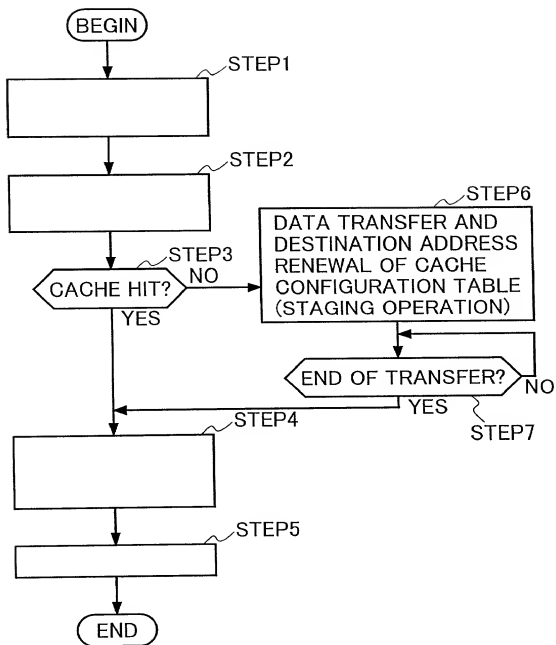 BEGIN
STEP1
STEP2
STEP3
CACHE HIT?
NO
YES
STEP6
DATA TRANSFER AND
DESTINATION ADDRESS
RENEWAL OF CACHE
CONFIGURATION TABLE
(STAGING OPERATION)
END OF TRANSFER?
NO
YES
STEP7
STEP4
STEP5
END